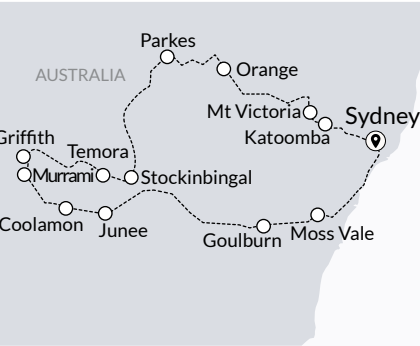 Parkes
AUSTRALIA
Orange
Mt Victoria
Sydney
Katoomba
Griffith
Temora
Murrami
Stockinbingal
Coolamon
Junee
Goulburn
Moss Vale